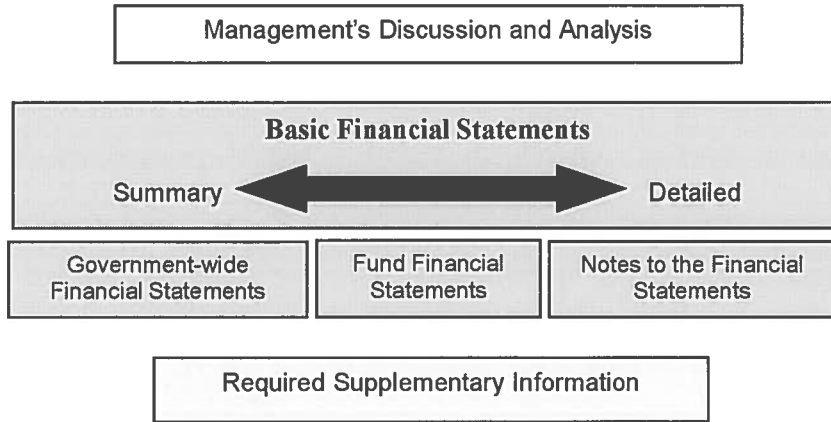 Management's Discussion and Analysis
Basic Financial Statements
Summary
Detailed
Government-wide
Financial Statements
Fund Financial
Statements
Notes to the Financial
Statements
Required Supplementary Information